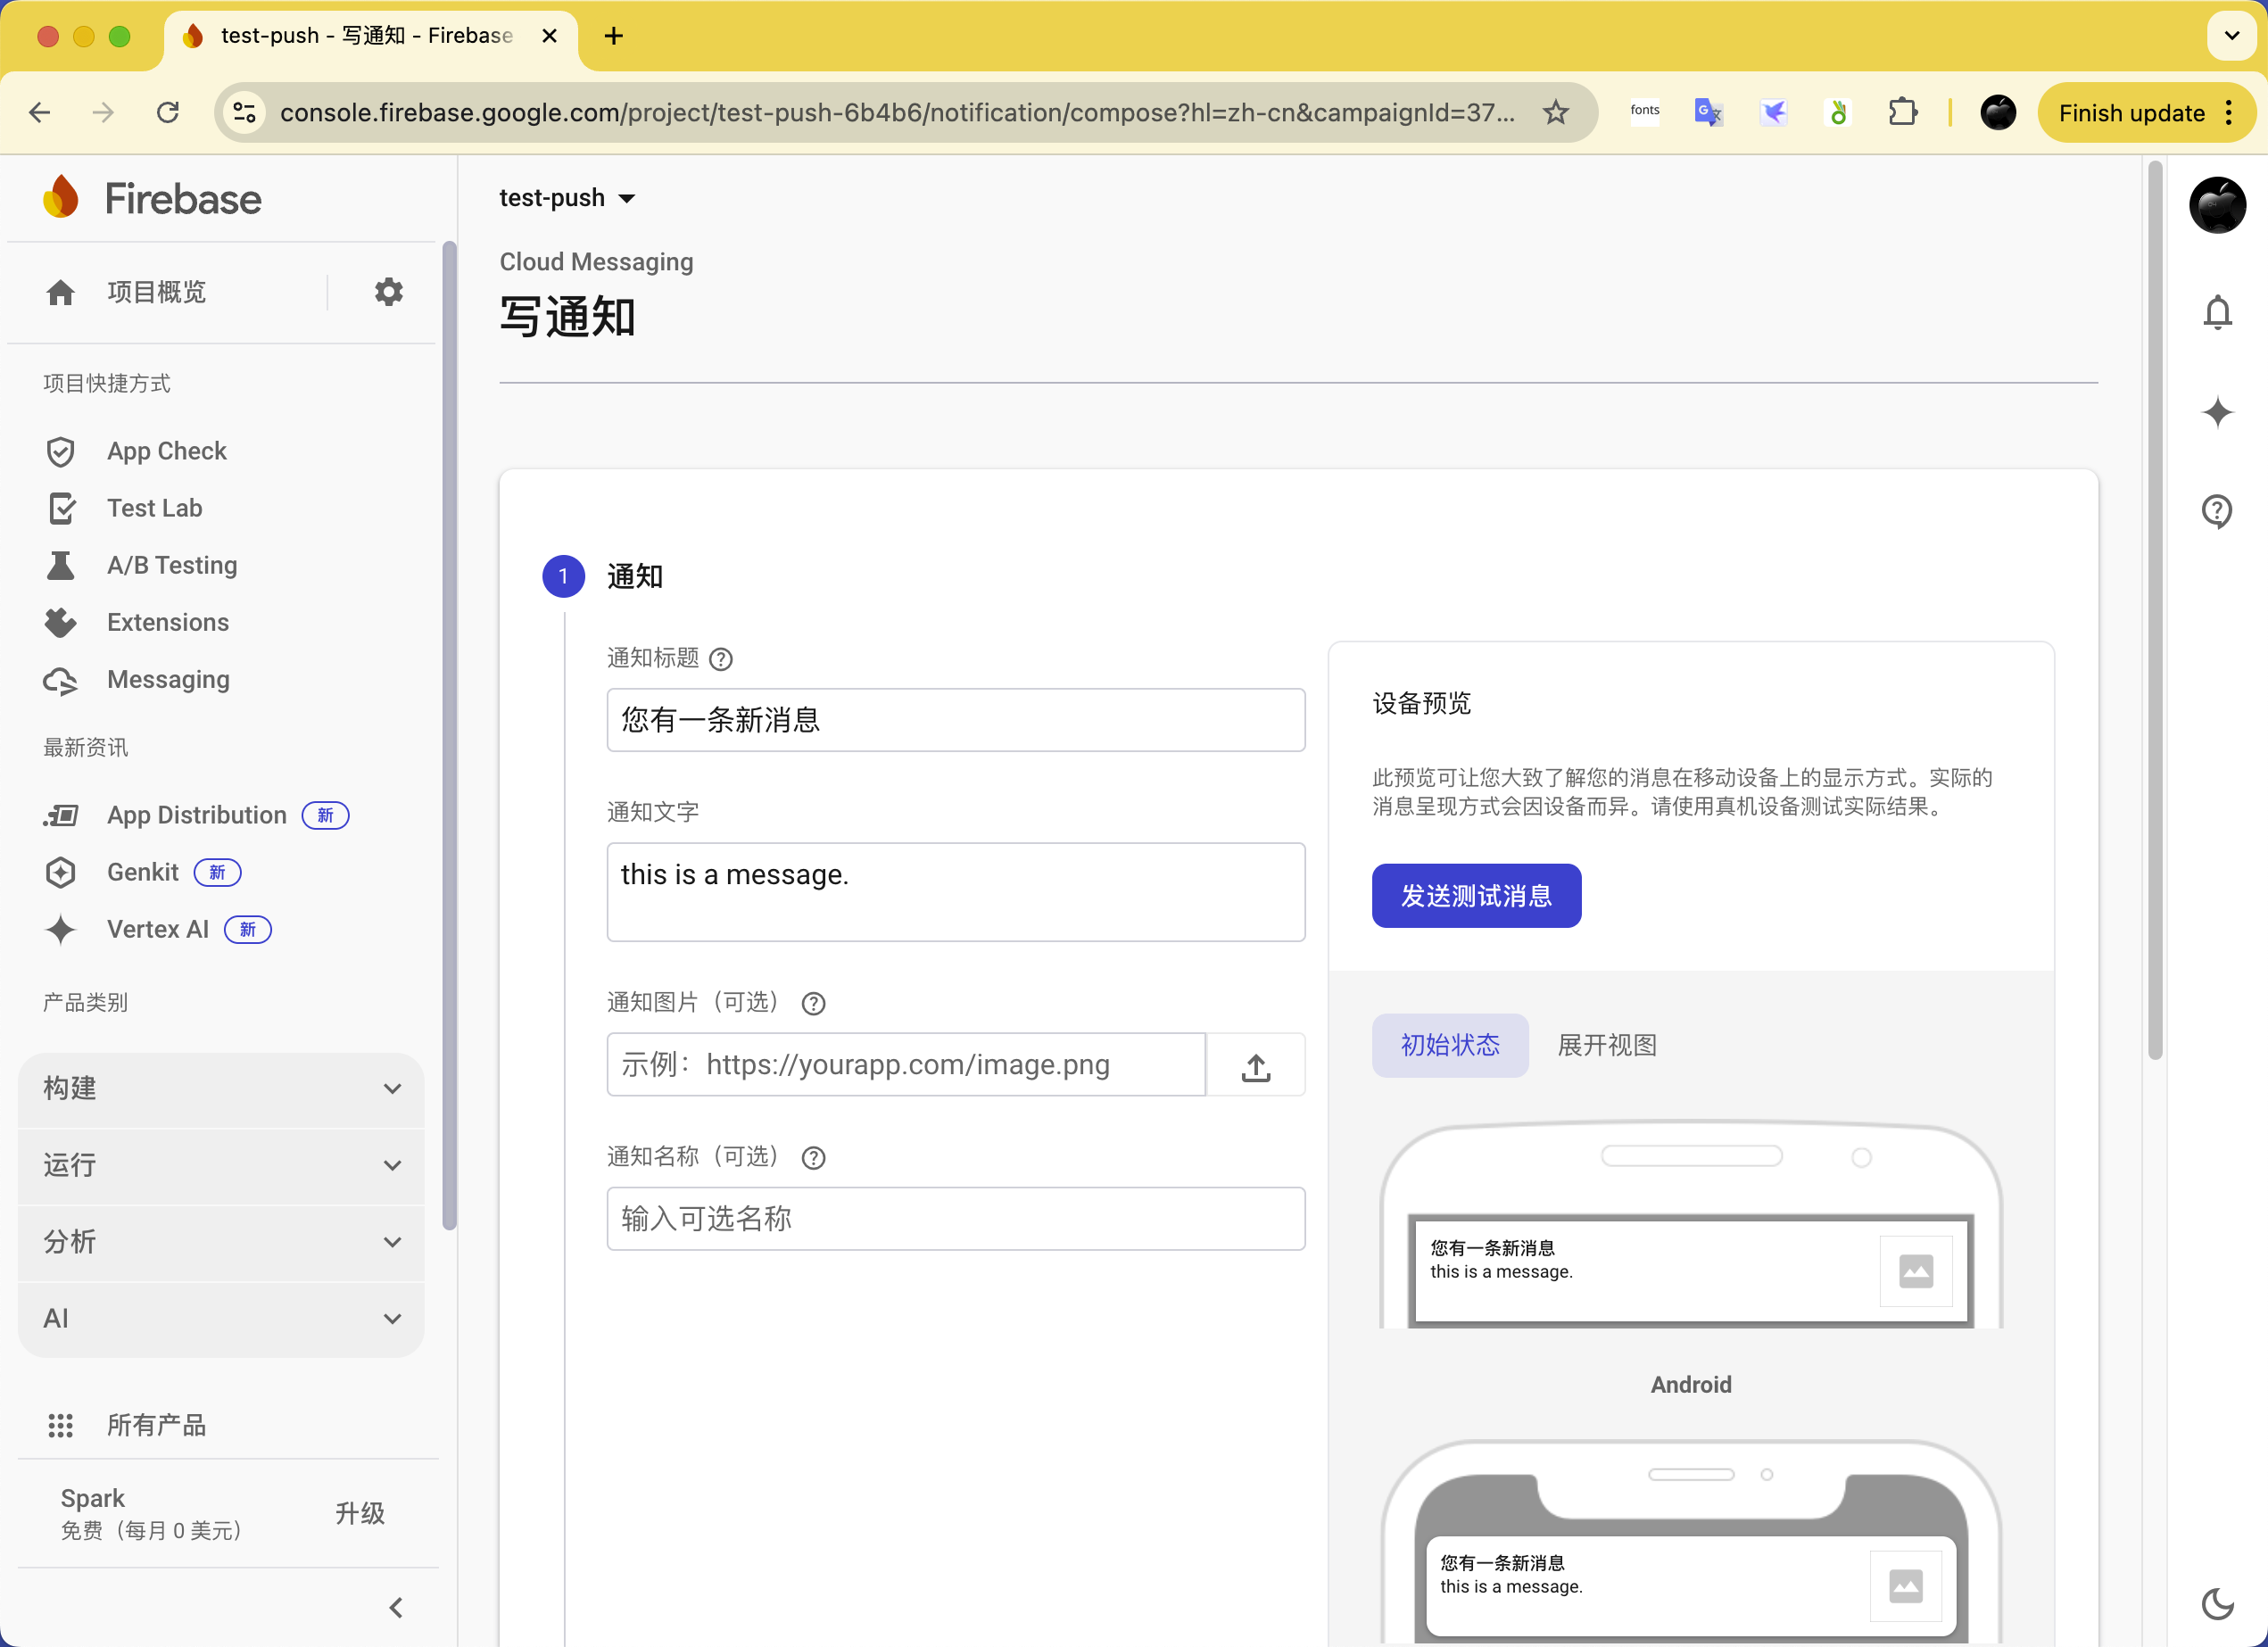 test-push - 写通知 - Firebase
console.firebase.google.com/project/test-push-6b4b6/notification/compose?hl=zh-cn&campaignId=37...
fonts
Finish update
Firebase
项目概览
项目快捷方式
App Check
Test Lab
A/B Testing
Extensions
Messaging
最新资讯
App Distribution 新
Genkit 新
Vertex AI 新
产品类别
构建
运行
分析
AI
所有产品
Spark
免费（每月 0 美元）
升级
test-push
Cloud Messaging
写通知
1 通知
通知标题
您有一条新消息
通知文字
this is a message.
通知图片（可选）
示例：https://yourapp.com/image.png
通知名称（可选）
输入可选名称
设备预览
此预览可让您大致了解您的消息在移动设备上的显示方式。实际的
消息呈现方式会因设备而异。请使用真机设备测试实际结果。
发送测试消息
初始状态 展开视图
您有一条新消息
this is a message.
Android
您有一条新消息
this is a message.